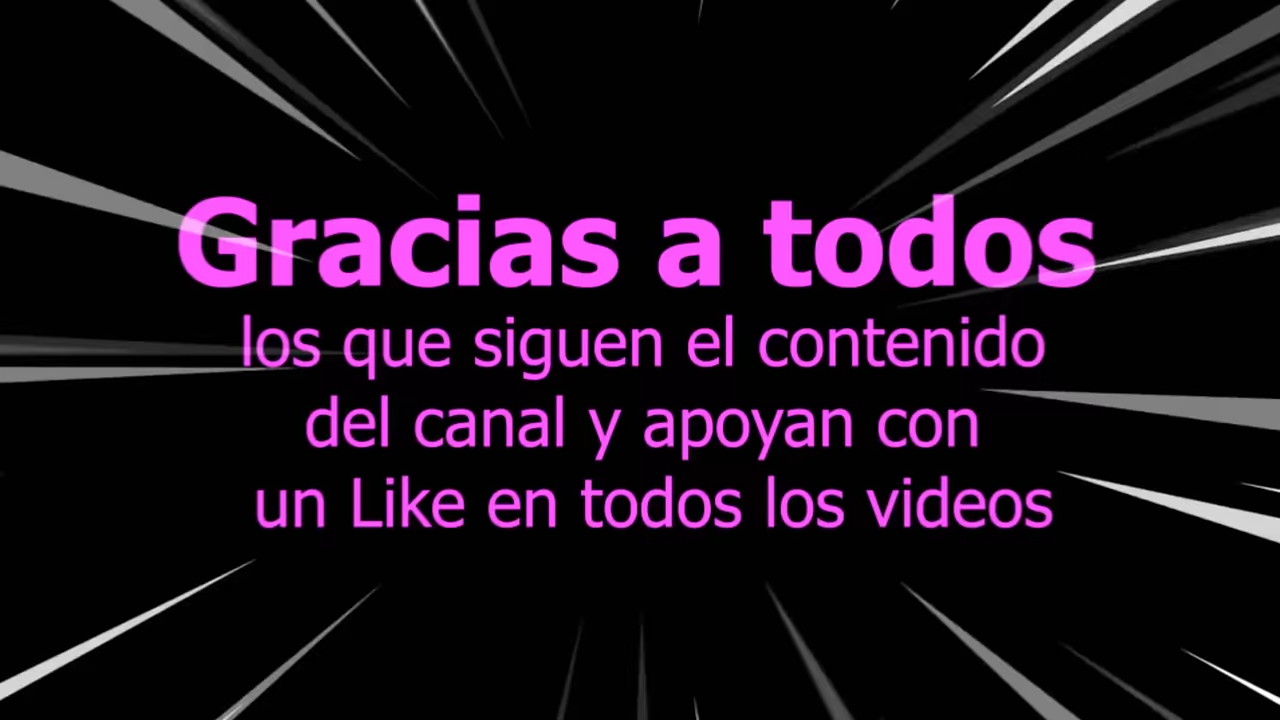 Gracias a todos
los que siguen el contenido
del canal y apoyan con
un Like en todos los videos